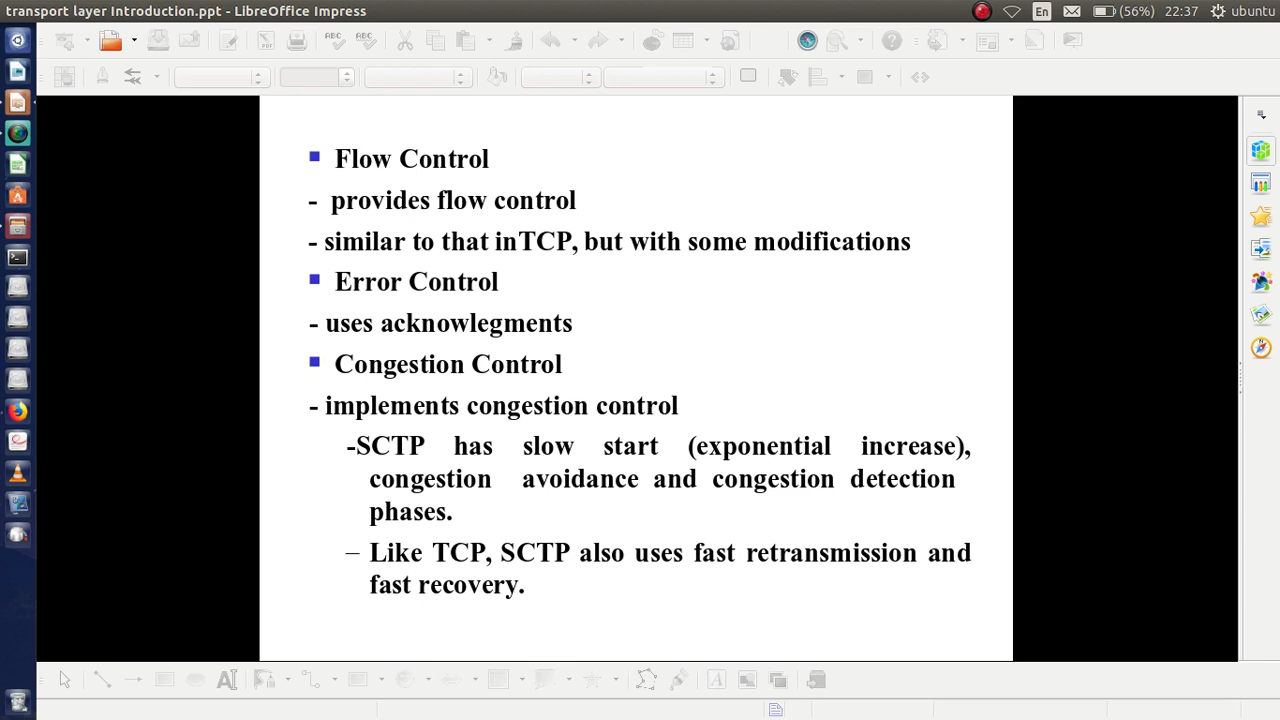 transport layer Introduction.ppt - LibreOffice Impress
En (56%) 22:37 ubuntu
ABC ABC
Flow Control
- provides flow control
- similar to that inTCP, but with some modifications
Error Control
- uses acknowlegments
Congestion Control
- implements congestion control
-SCTP has slow start (exponential increase),
congestion avoidance and congestion detection
phases.
– Like TCP, SCTP also uses fast retransmission and
fast recovery.